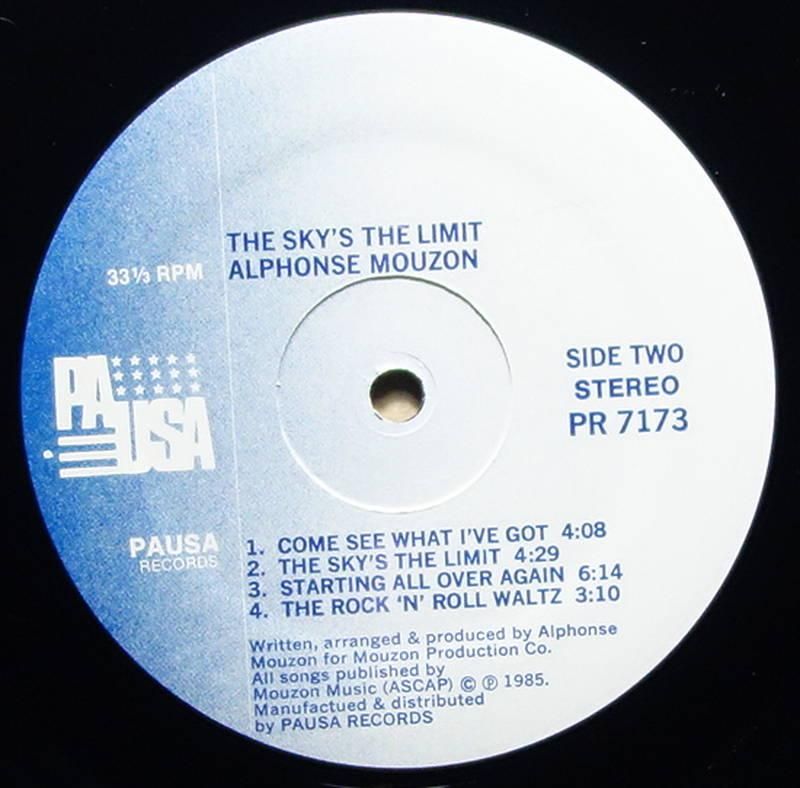 THE SKY'S THE LIMIT
ALPHONSE MOUZON
33⅓ RPM
PAUSA
SIDE TWO
STEREO
PR 7173
PAUSA
RECORDS
1. COME SEE WHAT I'VE GOT 4:08
2. THE SKY'S THE LIMIT 4:29
3. STARTING ALL OVER AGAIN 6:14
4. THE ROCK 'N' ROLL WALTZ 3:10
Written, arranged & produced by Alphonse
Mouzon for Mouzon Production Co.
All songs published by
Mouzon Music (ASCAP) © ℗ 1985.
Manufactued & distributed
by PAUSA RECORDS